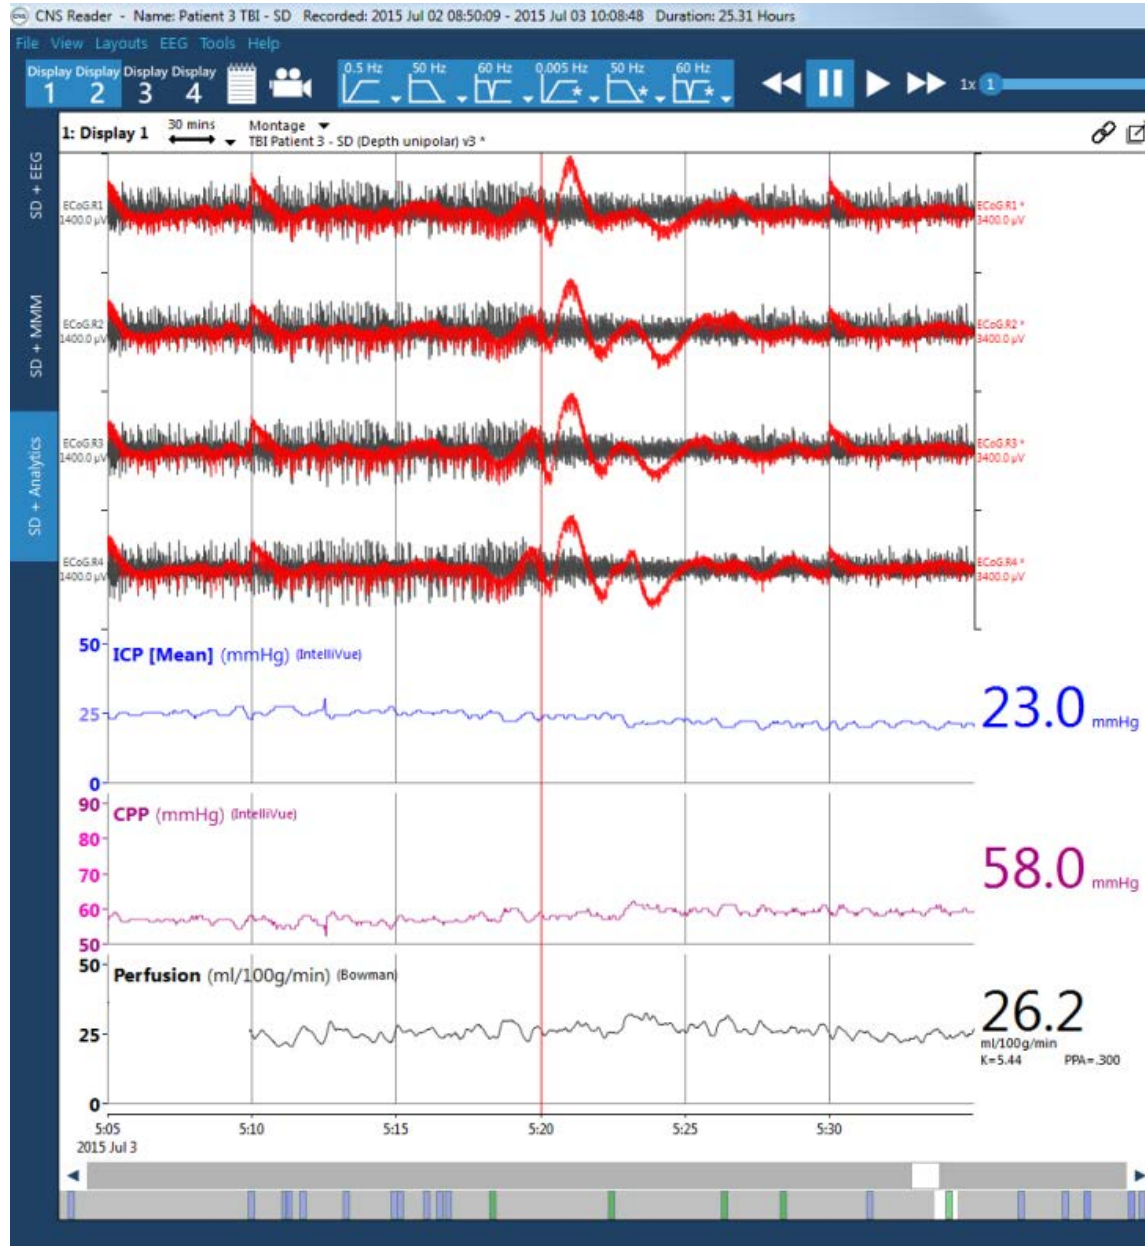 CNS Reader - Name: Patient 3 TBI - SD Recorded: 2015 Jul 02 08:50:09 - 2015 Jul 03 10:08:48 Duration: 25.31 Hours
File View Layouts EEG Tools Help
Display 1 Display 2 Display 3 Display 4 0.5 Hz 50 Hz 60 Hz 0.005 Hz 50 Hz 60 Hz 1x 1
1: Display 1 30 mins Montage
TBI Patient 3 - SD (Depth unipolar) v3 *
SD + EEG
SD + MMM
SD + Analytics
ECoG.R1
1400.0 µV
ECoG.R1 *
3400.0 µV
ECoG.R2
1400.0 µV
ECoG.R2 *
3400.0 µV
ECoG.R3
1400.0 µV
ECoG.R3 *
3400.0 µV
ECoG.R4
1400.0 µV
ECoG.R4 *
3400.0 µV
50
ICP [Mean] (mmHg) (IntelliVue)
25
0
23.0 mmHg
90
CPP (mmHg) (IntelliVue)
80
70
60
50
58.0 mmHg
50
Perfusion (ml/100g/min) (Bowman)
25
0
26.2
ml/100g/min
K=5.44 PPA=.300
5:05 5:10 5:15 5:20 5:25 5:30
2015 Jul 3